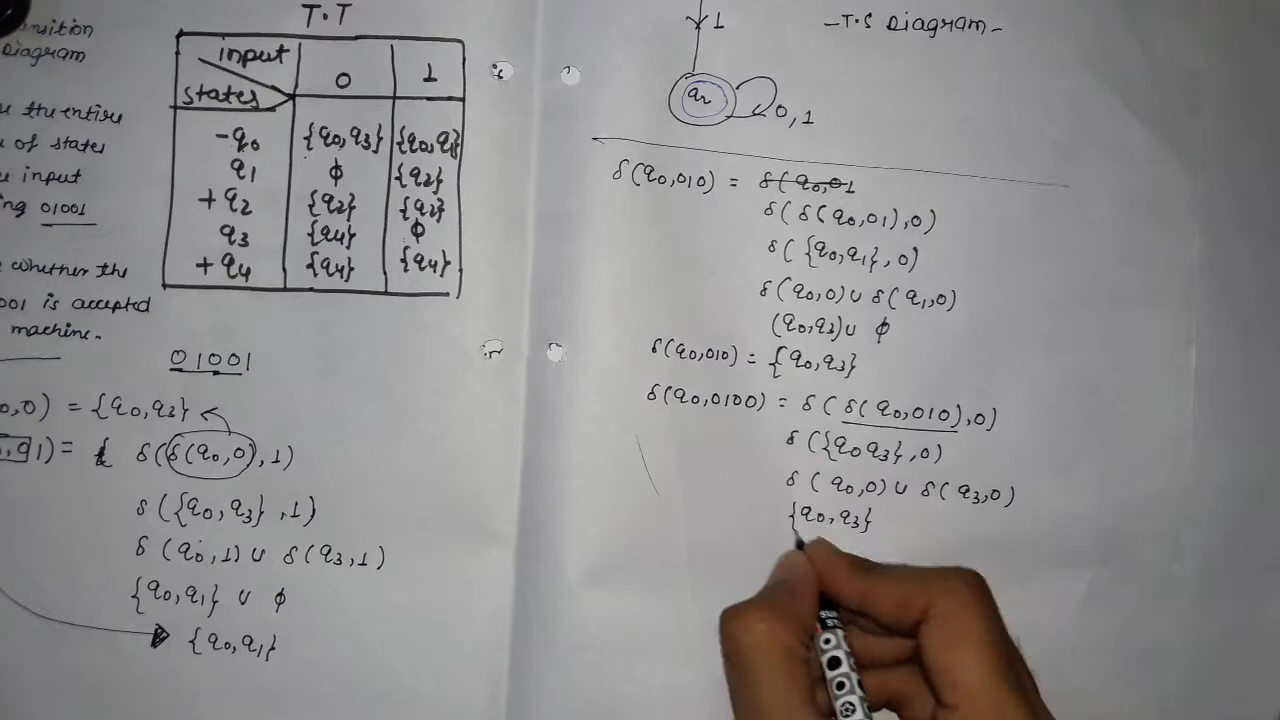 Diagram
the entire
of states
input
01001
whether the
001 is accepted
machine.
T.T
input
states
0 1
-q0 {q0,q3} {q0,q1}
q1 ϕ {q2}
+q2 {q2} {q2}
q3 {q4} ϕ
+q4 {q4} {q4}
01001
0,0) = {q0,q3}
δ(δ(q0,0),1)
δ({q0,q3},1)
δ(q0,1) ∪ δ(q3,1)
{q0,q1} ∪ ϕ
{q0,q1}
1
-T.S Diagram-
q2
0,1
δ(q0,010) = δ(q0,01
δ(δ(q0,01),0)
δ({q0,q1},0)
δ(q0,0) ∪ δ(q1,0)
(q0,q3) ∪ ϕ
δ(q0,010) = {q0,q3}
δ(q0,0100) = δ(δ(q0,010),0)
δ({q0q3},0)
δ(q0,0) ∪ δ(q3,0)
{q0,q3}